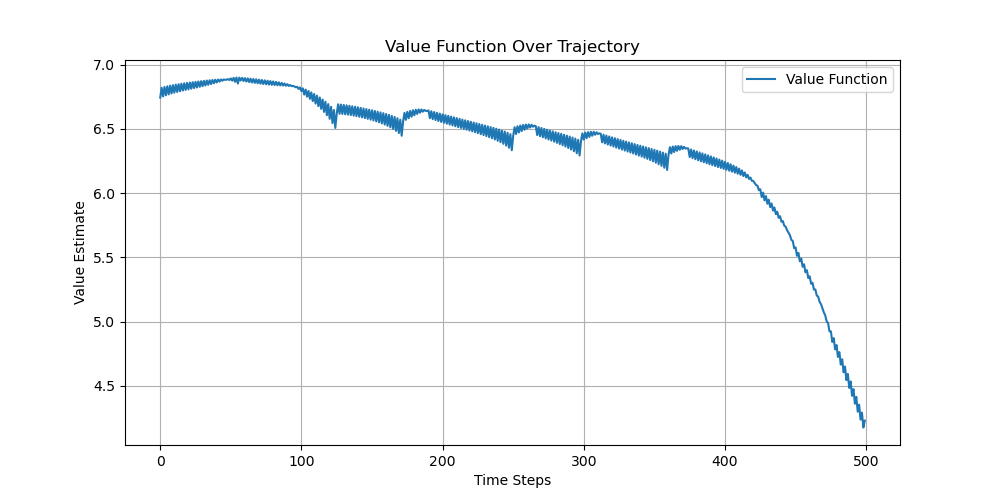 Value Function Over Trajectory
Value Function
7.0
6.5
6.0
5.5
5.0
4.5
Value Estimate
0 100 200 300 400 500
Time Steps